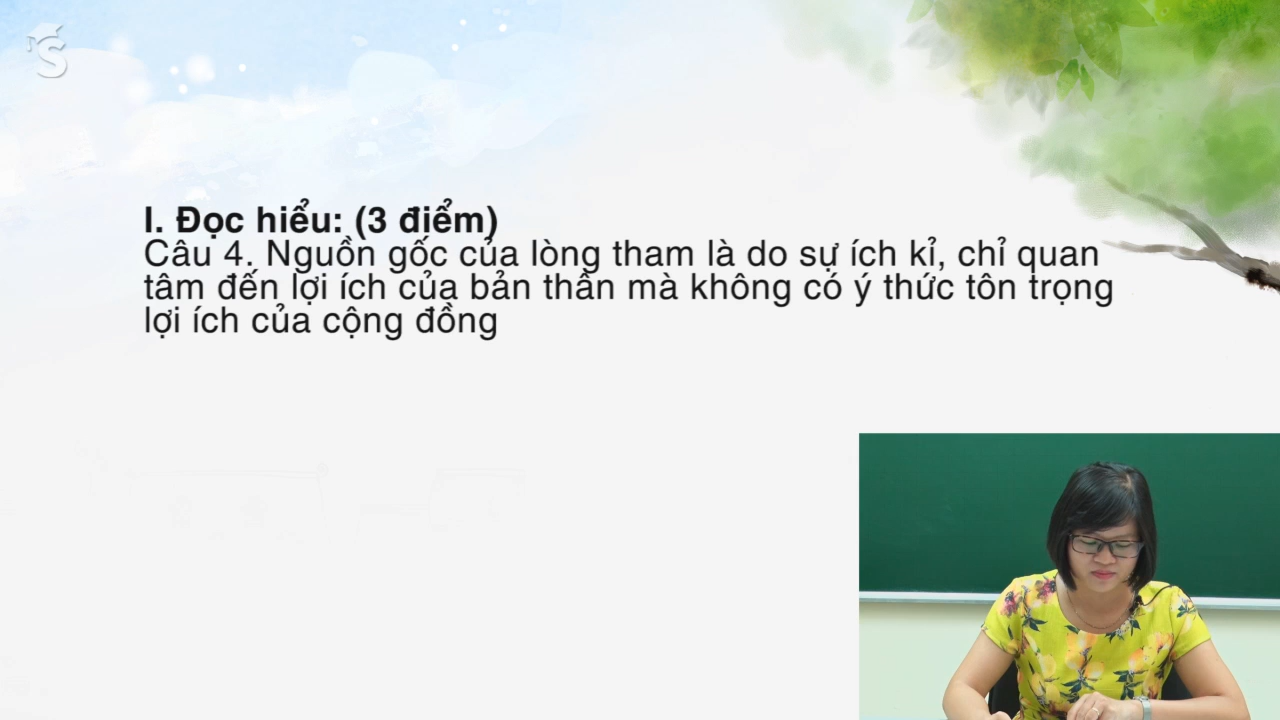 S
I. Đọc hiểu: (3 điểm)
Câu 4. Nguồn gốc của lòng tham là do sự ích kỉ, chỉ quan
tâm đến lợi ích của bản thân mà không có ý thức tôn trọng
lợi ích của cộng đồng